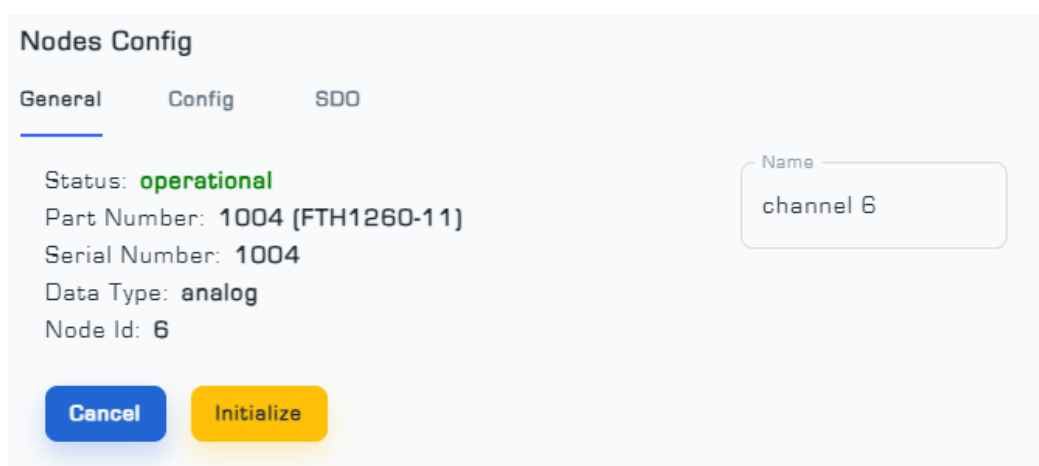 Nodes Config
General Config SDO
Status: operational
Part Number: 1004 (FTH1260-11)
Serial Number: 1004
Data Type: analog
Node Id: 6
Name
channel 6
Cancel Initialize